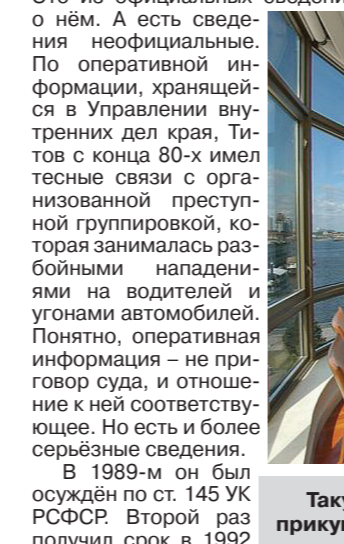 о нём. А есть сведе-
ния неофициальные.
По оперативной ин-
формации, хранящей-
ся в Управлении вну-
тренних дел края, Ти-
тов с конца 80-х имел
тесные связи с орга-
низованной преступ-
ной группировкой, ко-
торая занималась раз-
бойными нападени-
ями на водителей и
угонами автомобилей.
Понятно, оперативная
информация – не при-
говор суда, и отноше-
ние к ней соответству-
ющее. Но есть и более
серьёзные сведения.
В 1989-м он был
осуждён по ст. 145 УК
РСФСР. Второй раз
получил срок в 1992
Таку
прикуп